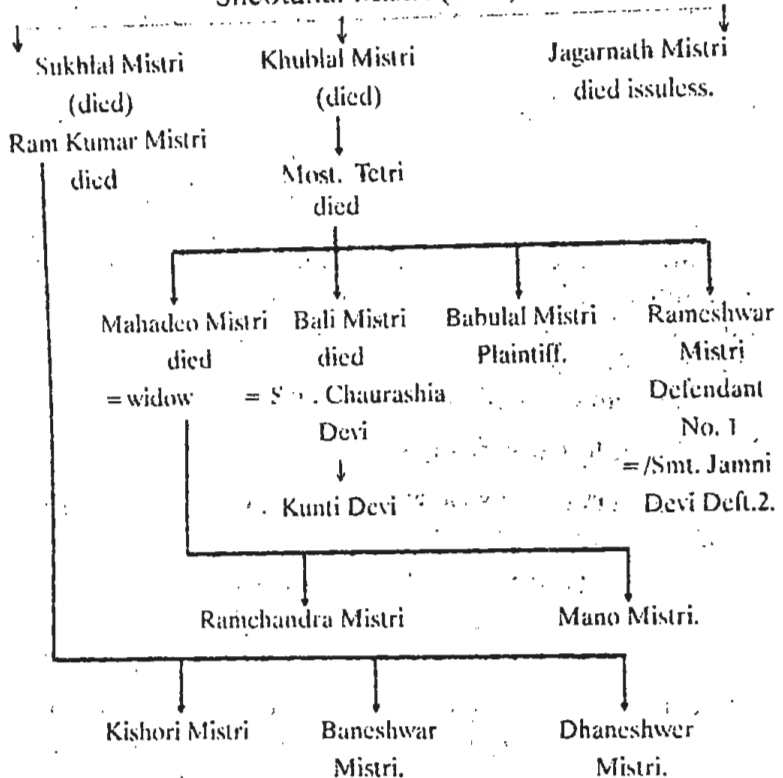 Sukhlal Mistri Khublal Mistri Jagarnath Mistri
(died) (died) died issuless.
Ram Kumar Mistri
died Most. Tetri
died
Mahadeo Mistri Bali Mistri Babulal Mistri Rameshwar
died died Plaintiff. Mistri
=widow = Chaurashia Defendant
Devi No. 1
=/Smt. Jamni
Kunti Devi Devi Deft.2.
Ramchandra Mistri Mano Mistri.
Kishori Mistri Baneshwar Dhaneshwer
Mistri. Mistri.